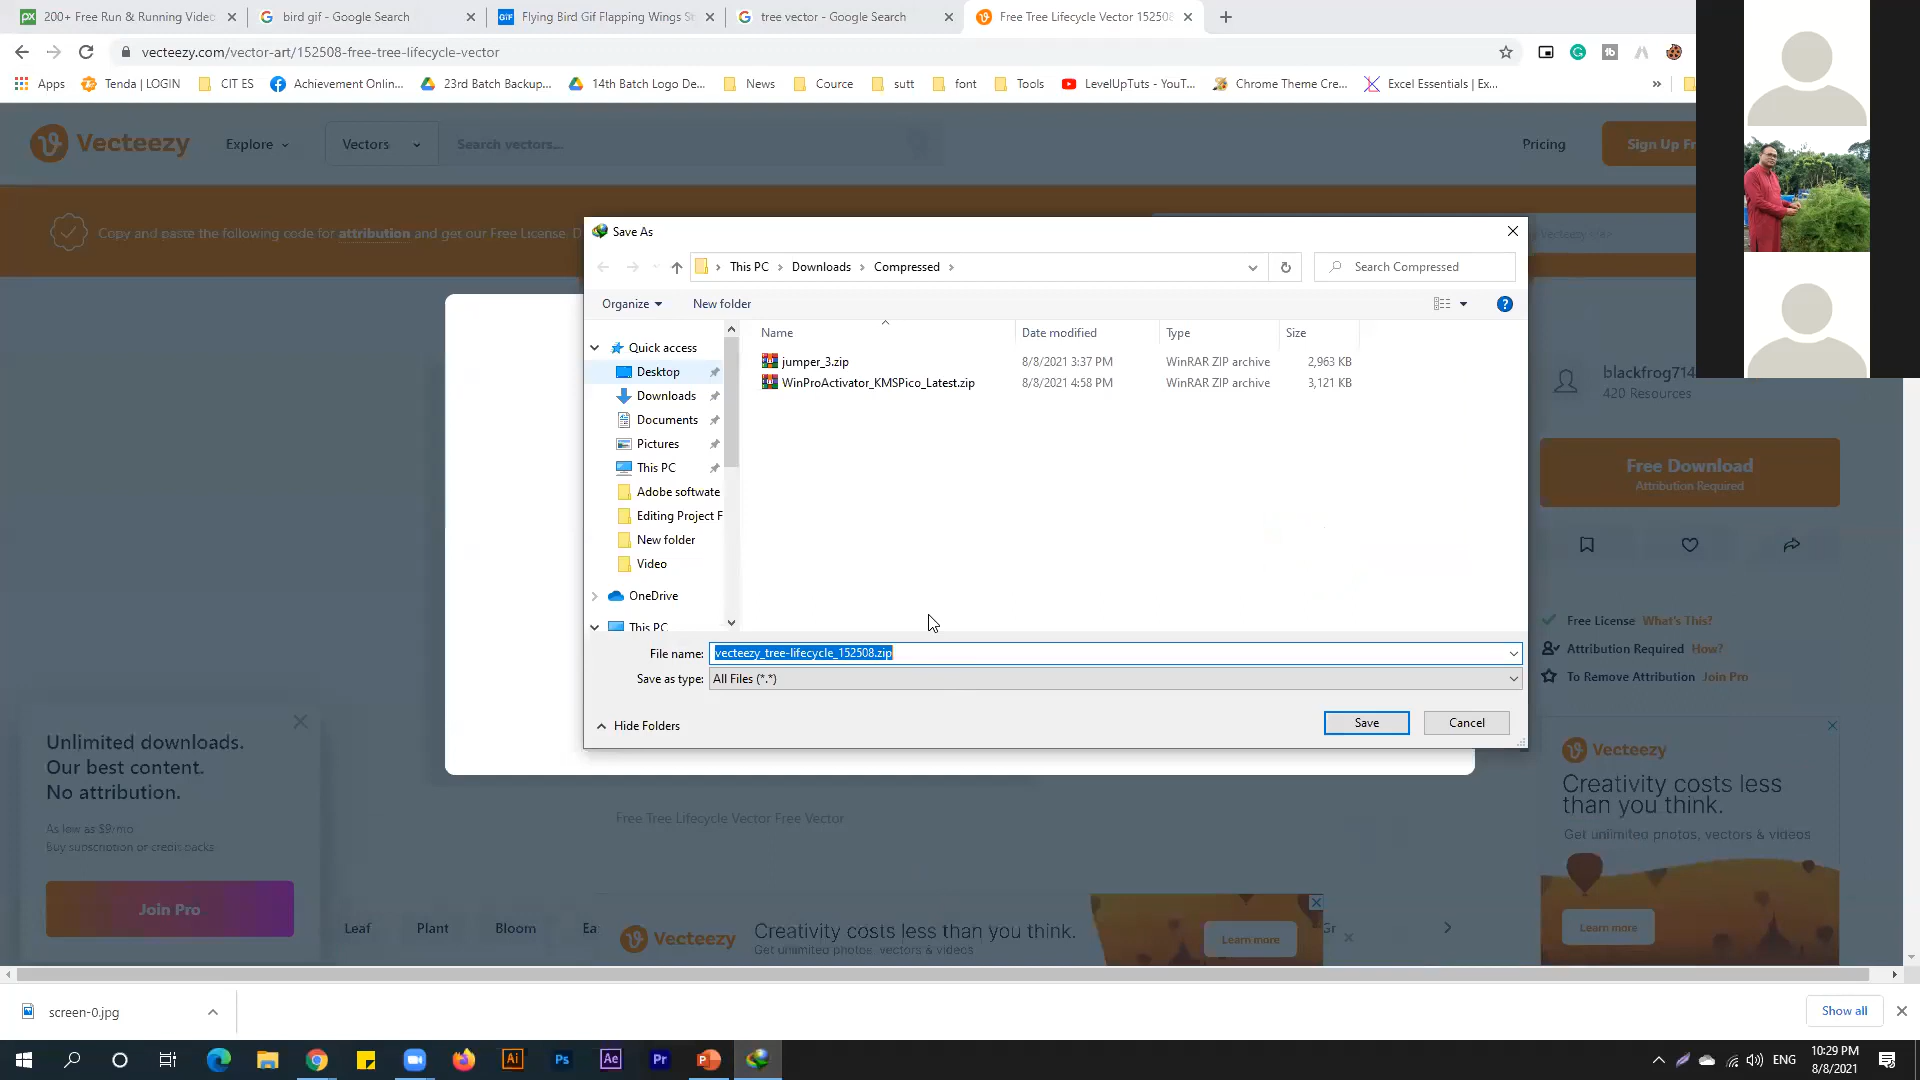 200+ Free Run & Running Video
bird gif - Google Search
Flying Bird Gif Flapping Wings St
tree vector - Google Search
Free Tree Lifecycle Vector 152508
vecteezy.com/vector-art/152508-free-tree-lifecycle-vector
Apps
Tenda | LOGIN
CIT ES
Achievement Online...
23rd Batch Backup...
14th Batch Logo De...
News
Cource
sutt
font
Tools
LevelUpTuts - YouT...
Chrome Theme Cre...
Excel Essentials | Ex...
Vecteezy
Explore
Vectors
Search vectors...
Pricing
Sign Up Fr
Copy and paste the following code for attribution and get our Free License.
Save As
This PC
Downloads
Compressed
Search Compressed
Organize
New folder
Name
Date modified
Type
Size
Quick access
Desktop
Downloads
Documents
Pictures
This PC
Adobe softwate
Editing Project F
New folder
Video
OneDrive
This PC
jumper_3.zip 8/8/2021 3:37 PM WinRAR ZIP archive 2,963 KB
WinProActivator_KMSPico_Latest.zip 8/8/2021 4:58 PM WinRAR ZIP archive 3,121 KB
File name: vecteezy_tree-lifecycle_152508.zip
Save as type: All Files (*.*)
Hide Folders
Save
Cancel
blackfrog714
420 Resources
Free Download
Attribution Required
Free License What's This?
Attribution Required How?
To Remove Attribution Join Pro
Unlimited downloads.
Our best content.
No attribution.
As low as $9/mo
Buy subscription or credit packs
Join Pro
Free Tree Lifecycle Vector Free Vector
Leaf
Plant
Bloom
Ea
Gr
Vecteezy
Creativity costs less than you think.
Get unlimited photos, vectors & videos
Learn more
Vecteezy
Creativity costs less
than you think.
Get unlimited photos, vectors & videos
Learn more
screen-0.jpg
Show all
Ai
Ps
Ae
Pr
ENG
10:29 PM
8/8/2021